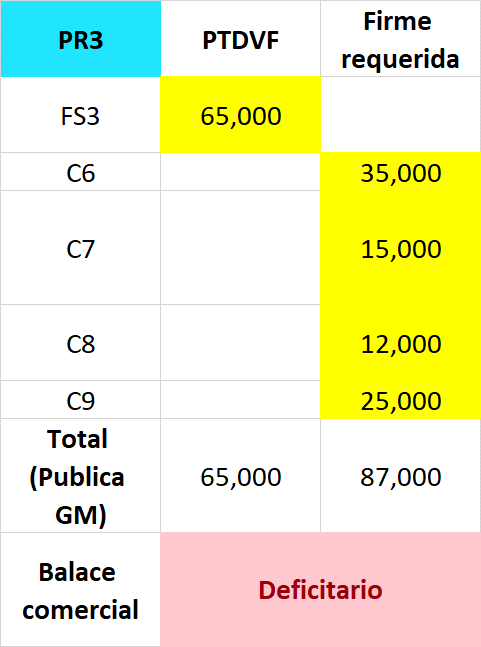 PR3 PTDVF Firme
requerida
FS3 65,000
C6 35,000
C7 15,000
C8 12,000
C9 25,000
Total
(Publica 65,000 87,000
GM)
Balace
comercial Deficitario